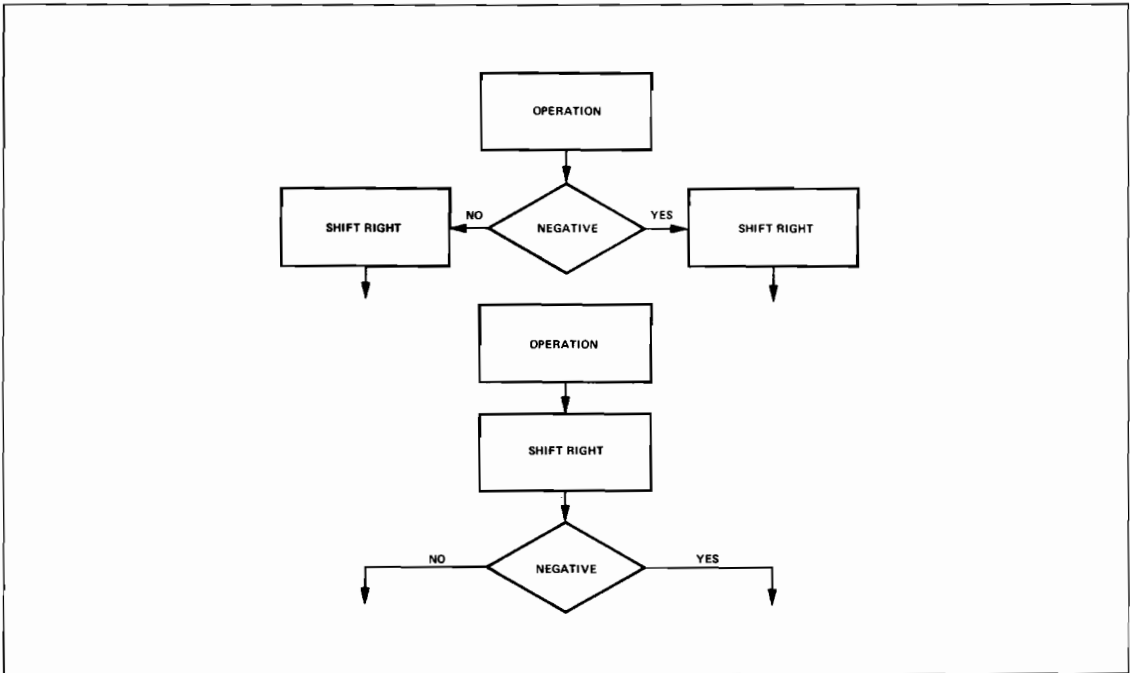 OPERATION
NO
YES
SHIFT RIGHT
NEGATIVE
SHIFT RIGHT
OPERATION
SHIFT RIGHT
NO
YES
NEGATIVE